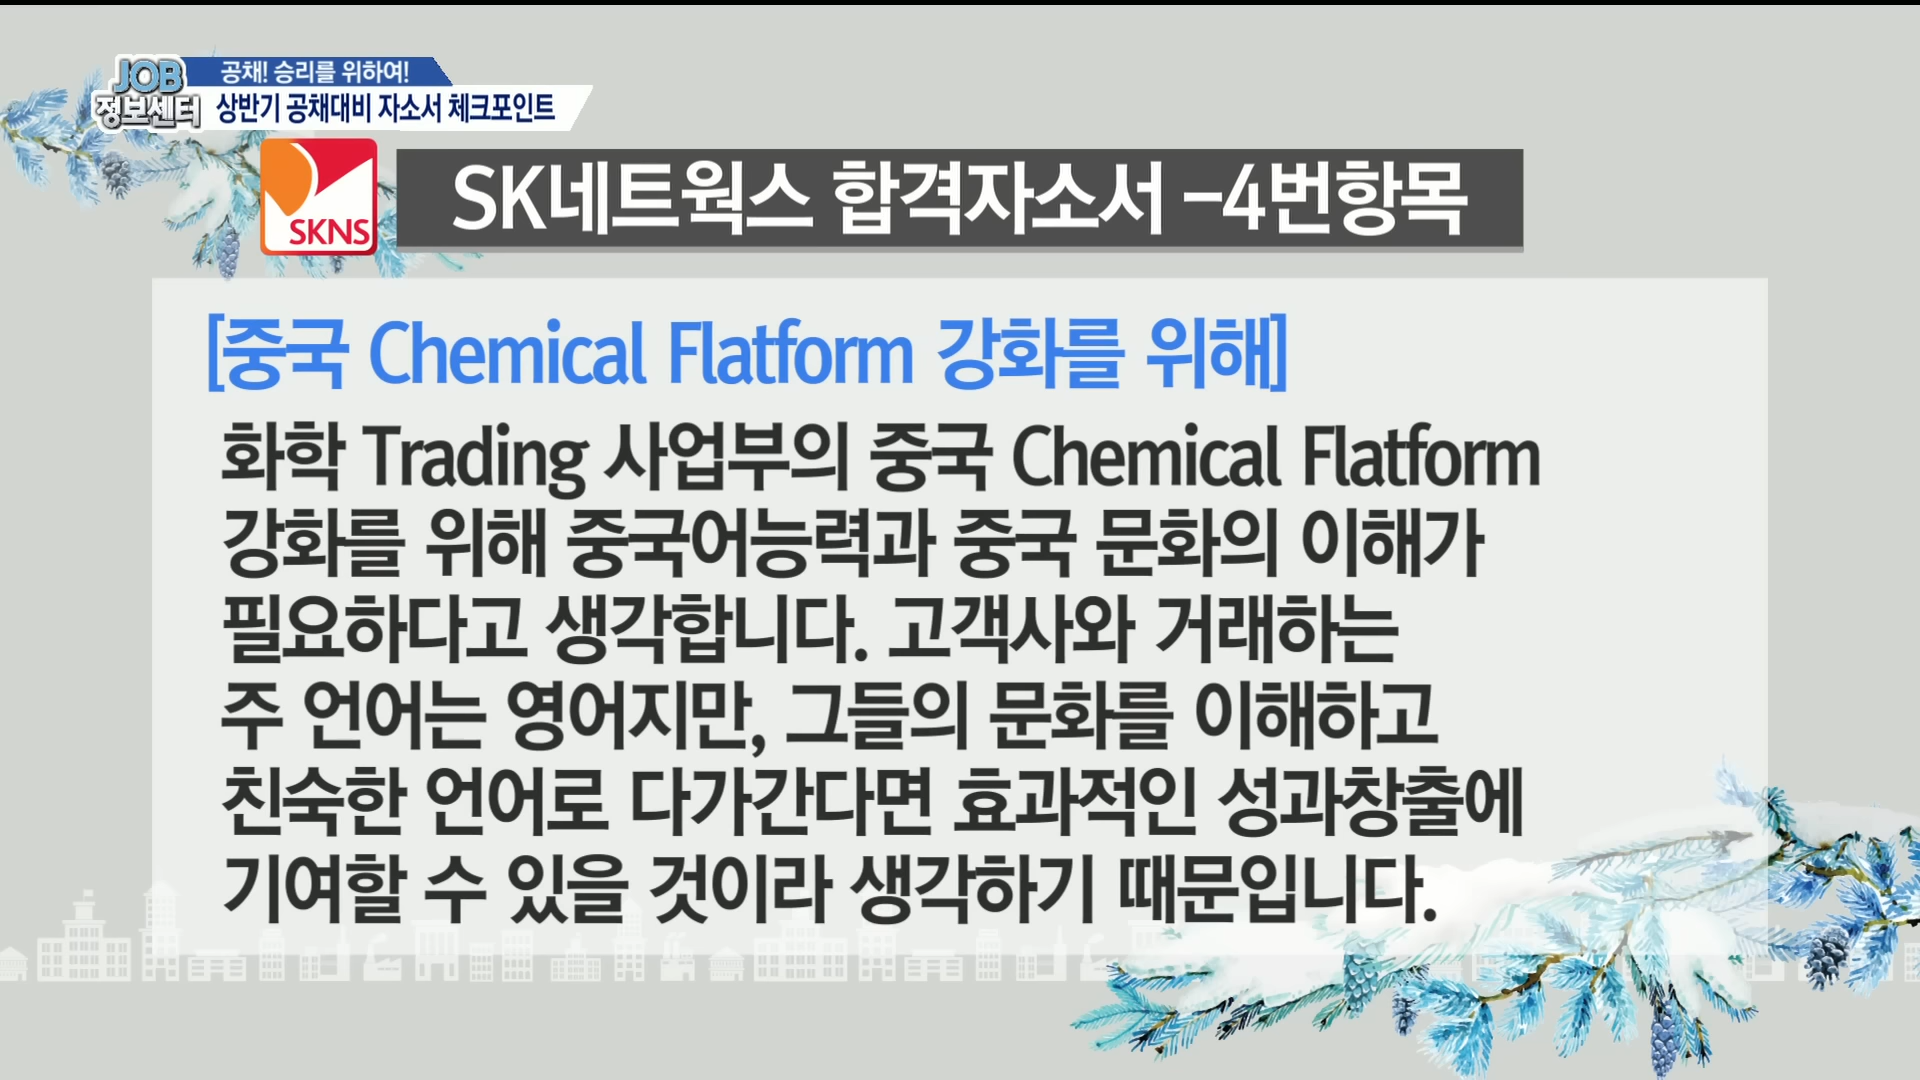 JOB
정보센터
공채! 승리를 위하여!
상반기 공채대비 자소서 체크포인트
SKNS
SK네트웍스 합격자소서 -4번항목
[중국 Chemical Flatform 강화를 위해]
화학 Trading 사업부의 중국 Chemical Flatform
강화를 위해 중국어능력과 중국 문화의 이해가
필요하다고 생각합니다. 고객사와 거래하는
주 언어는 영어지만, 그들의 문화를 이해하고
친숙한 언어로 다가간다면 효과적인 성과창출에
기여할 수 있을 것이라 생각하기 때문입니다.